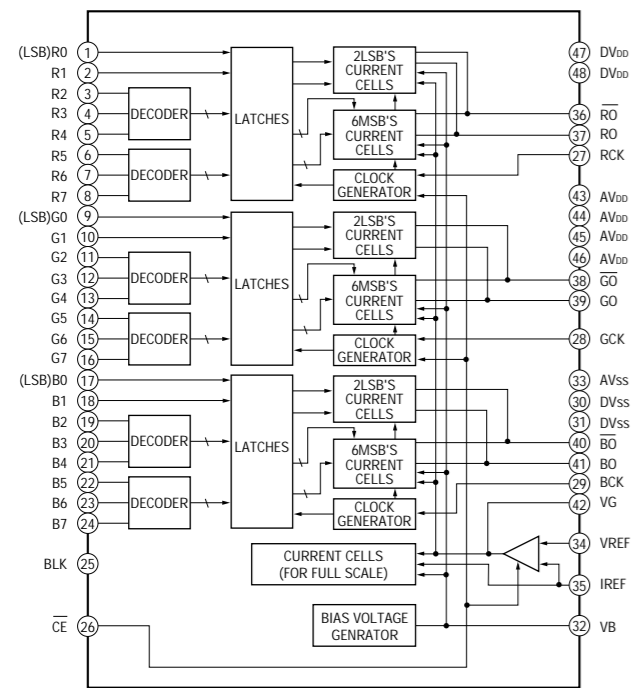 (LSB)R0 1
R1 2
R2 3
R3 4
R4 5
R5 6
R6 7
R7 8
(LSB)G0 9
G1 10
G2 11
G3 12
G4 13
G5 14
G6 15
G7 16
(LSB)B0 17
B1 18
B2 19
B3 20
B4 21
B5 22
B6 23
B7 24
BLK 25
CE 26
DECODER
DECODER
LATCHES
2LSB'S
CURRENT
CELLS
6MSB'S
CURRENT
CELLS
CLOCK
GENERATOR
DECODER
DECODER
LATCHES
2LSB'S
CURRENT
CELLS
6MSB'S
CURRENT
CELLS
CLOCK
GENERATOR
DECODER
DECODER
LATCHES
2LSB'S
CURRENT
CELLS
6MSB'S
CURRENT
CELLS
CLOCK
GENERATOR
CURRENT CELLS
(FOR FULL SCALE)
BIAS VOLTAGE
GENRATOR
47 DVDD
48 DVDD
36 RO
37 RO
27 RCK
43 AVDD
44 AVDD
45 AVDD
46 AVDD
38 GO
39 GO
28 GCK
33 AVSS
30 DVSS
31 DVSS
40 BO
41 BO
29 BCK
42 VG
34 VREF
35 IREF
32 VB